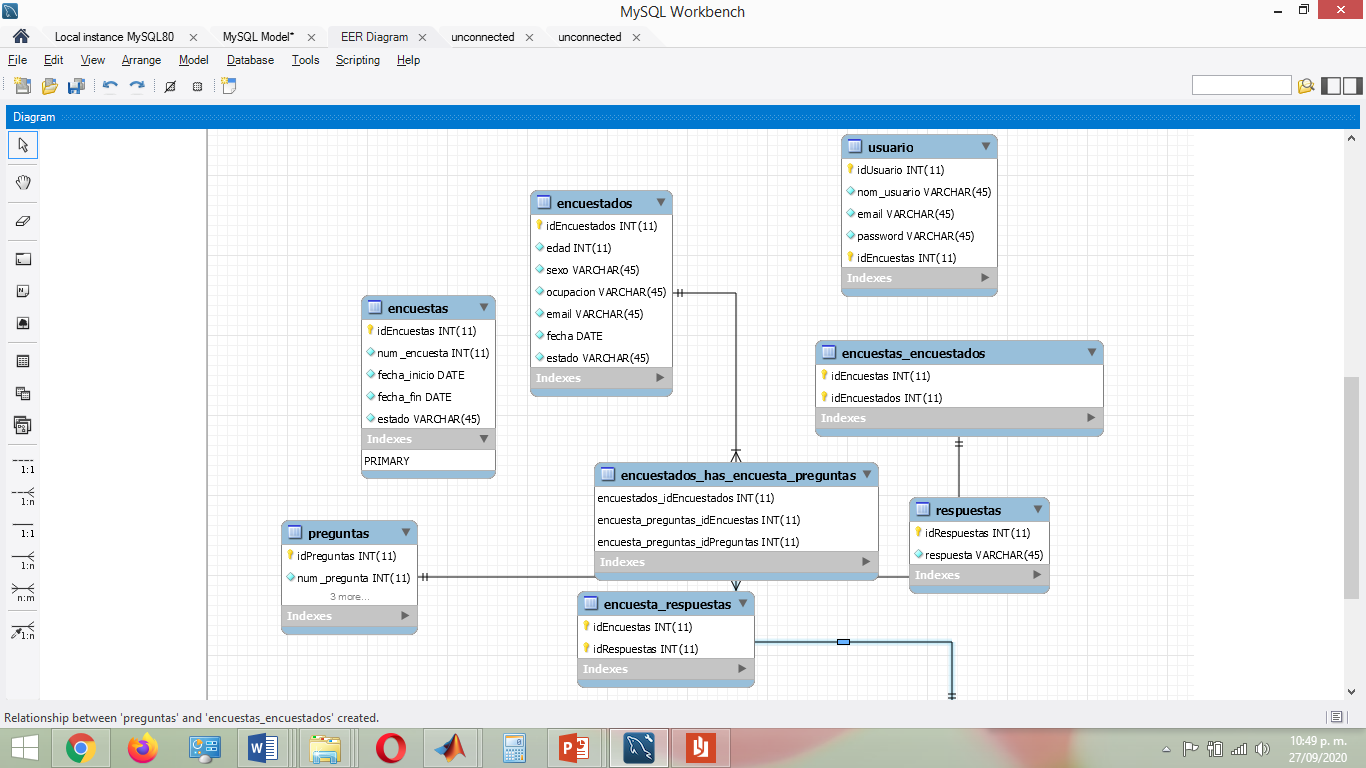 MySQL Workbench
Local instance MySQL80
MySQL Model*
EER Diagram
unconnected
unconnected
File Edit View Arrange Model Database Tools Scripting Help
Diagram
1:1
1:n
1:1
1:n
n:m
1:n
usuario
idUsuario INT(11)
nom_usuario VARCHAR(45)
email VARCHAR(45)
password VARCHAR(45)
idEncuestas INT(11)
Indexes
encuestados
idEncuestados INT(11)
edad INT(11)
sexo VARCHAR(45)
ocupacion VARCHAR(45)
email VARCHAR(45)
fecha DATE
estado VARCHAR(45)
Indexes
encuestas
idEncuestas INT(11)
num_encuesta INT(11)
fecha_inicio DATE
fecha_fin DATE
estado VARCHAR(45)
Indexes
PRIMARY
encuestas_encuestados
idEncuestas INT(11)
idEncuestados INT(11)
Indexes
encuestados_has_encuesta_preguntas
encuestados_idEncuestados INT(11)
encuesta_preguntas_idEncuestas INT(11)
encuesta_preguntas_idPreguntas INT(11)
Indexes
respuestas
idRespuestas INT(11)
respuesta VARCHAR(45)
Indexes
preguntas
idPreguntas INT(11)
num_pregunta INT(11)
3 more...
Indexes
encuesta_respuestas
idEncuestas INT(11)
idRespuestas INT(11)
Indexes
Relationship between 'preguntas' and 'encuestas_encuestados' created.
10:49 p. m.
27/09/2020